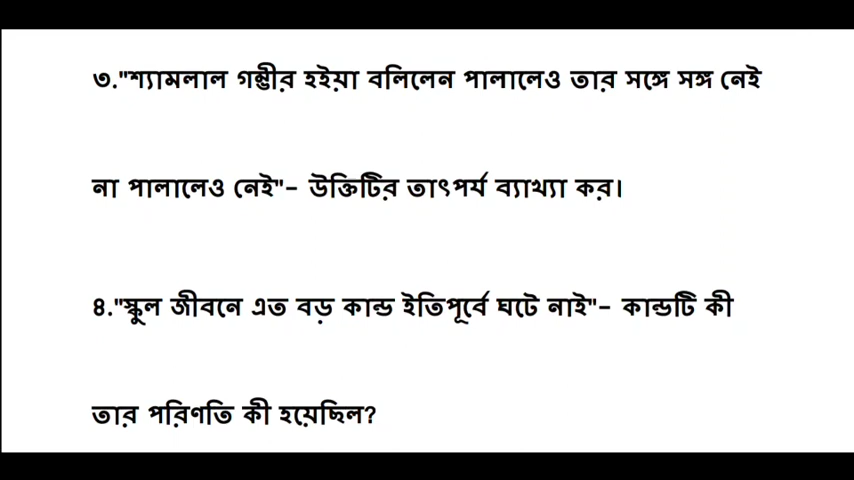 ৩."শ্যামলাল গম্ভীর হইয়া বলিলেন পালালেও তার সঙ্গে সঙ্গ নেই
না পালালেও নেই"- উক্তিটির তাৎপর্য ব্যাখ্যা কর।
৪."স্কুল জীবনে এত বড় কান্ড ইতিপূর্বে ঘটে নাই"- কান্ডটি কী
তার পরিণতি কী হয়েছিল?